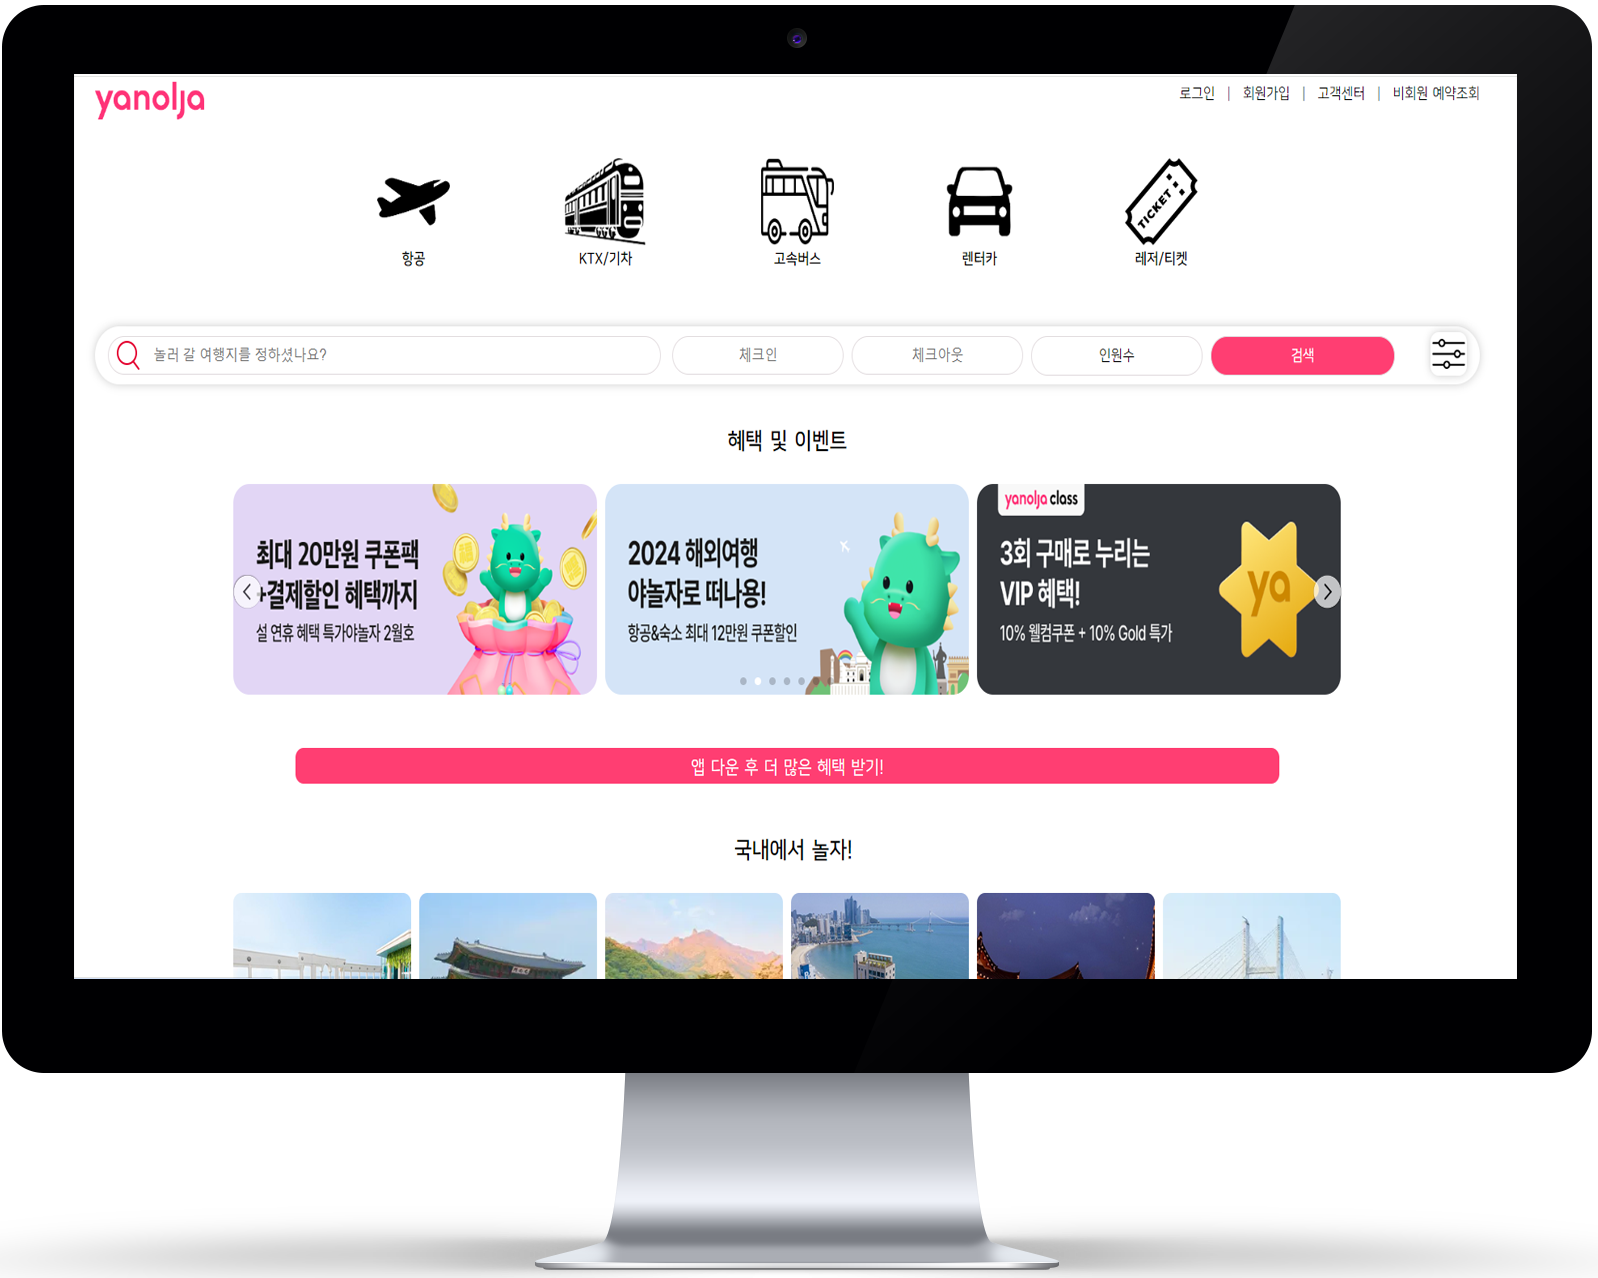 yanolja
로그인 | 회원가입 | 고객센터 | 비회원 예약조회
TICKET
항공
KTX/기차
고속버스
렌터카
레저/티켓
놀러 갈 여행지를 정하셨나요?
체크인
체크아웃
인원수
검색
혜택 및 이벤트
최대 20만원 쿠폰팩
+결제할인 혜택까지
설 연휴 혜택 특가야놀자 2월호
2024 해외여행
야놀자로 떠나용!
항공&숙소 최대 12만원 쿠폰할인
yanolja class
3회 구매로 누리는
VIP 혜택!
10% 웰컴쿠폰 + 10% Gold 특가
ya
앱 다운 후 더 많은 혜택 받기!
국내에서 놀자!